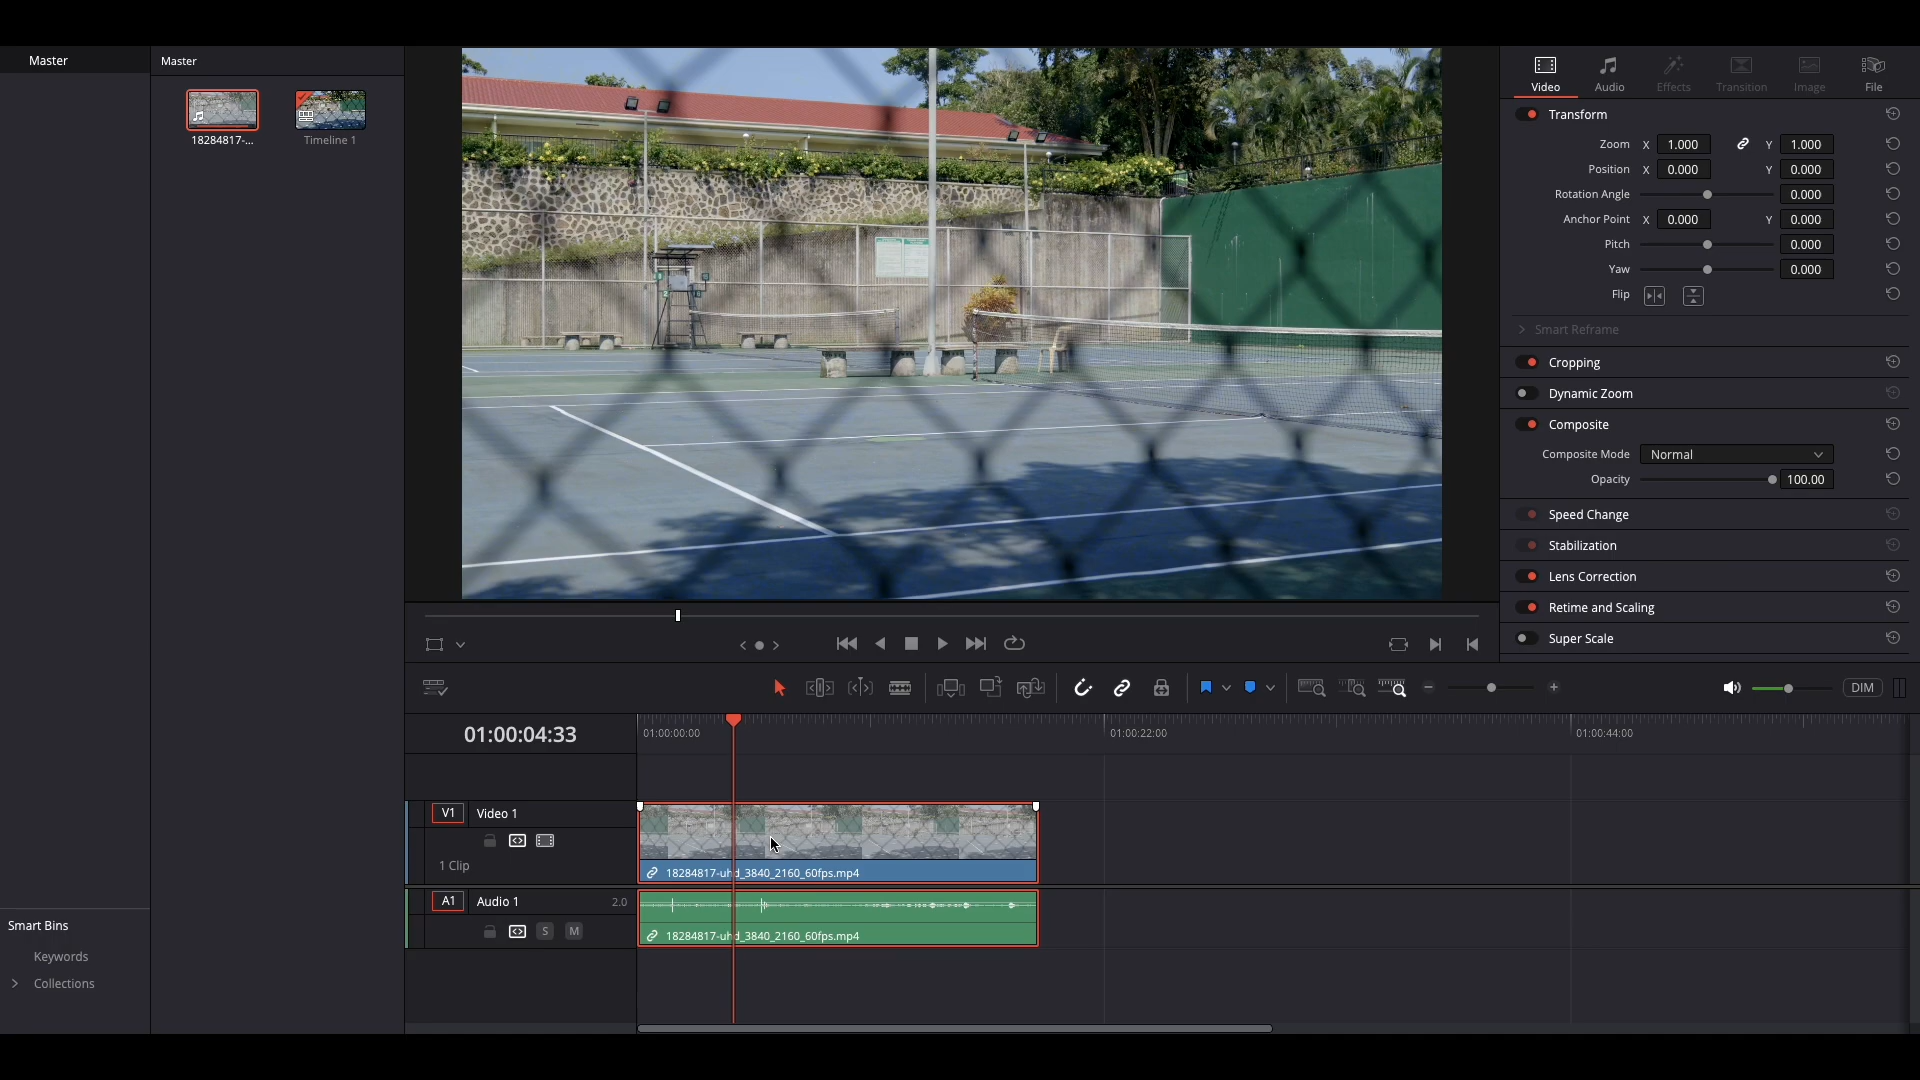 Master
Master
18284817-...
Timeline 1
Video
Audio
Effects
Transition
Image
File
Transform
Zoom X 1.000 Y 1.000
Position X 0.000 Y 0.000
Rotation Angle 0.000
Anchor Point X 0.000 Y 0.000
Pitch 0.000
Yaw 0.000
Flip
Smart Reframe
Cropping
Dynamic Zoom
Composite
Composite Mode Normal
Opacity 100.00
Speed Change
Stabilization
Lens Correction
Retime and Scaling
Super Scale
DIM
01:00:04:33
01:00:00:00
01:00:22:00
01:00:44:00
V1 Video 1
1 Clip
18284817-uhd_3840_2160_60fps.mp4
A1 Audio 1 2.0
S M
18284817-uhd_3840_2160_60fps.mp4
Smart Bins
Keywords
Collections